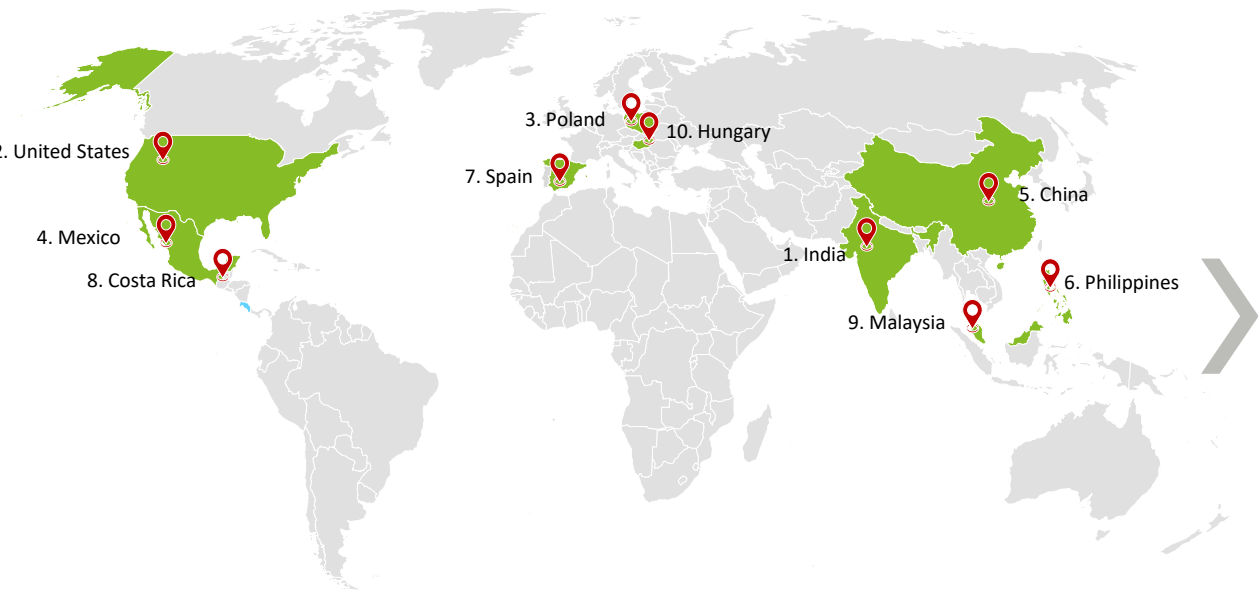 3. Poland
10. Hungary
2. United States
7. Spain
5. China
4. Mexico
1. India
8. Costa Rica
6. Philippines
9. Malaysia